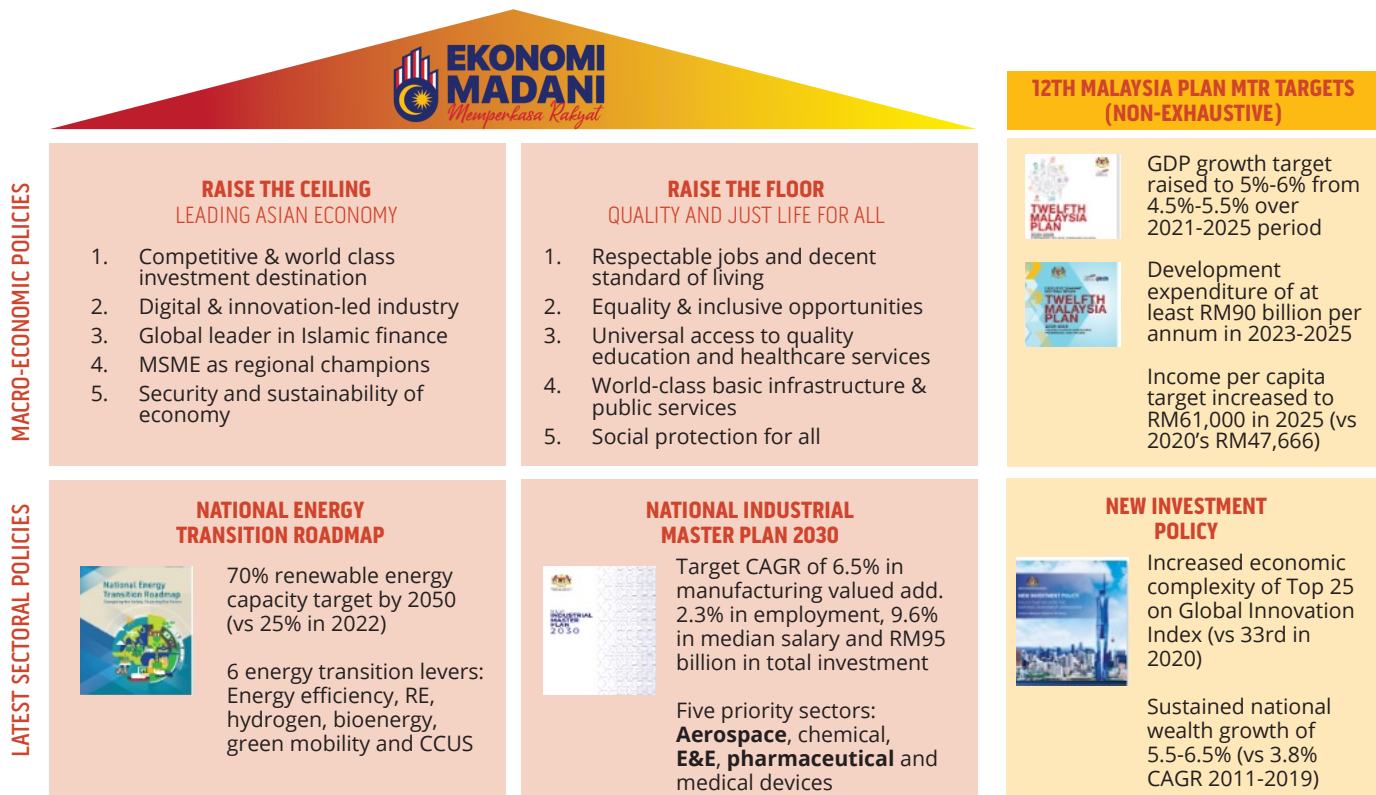 EKONOMI
MADANI
Memperkasa Rakyat
12TH MALAYSIA PLAN MTR TARGETS
(NON-EXHAUSTIVE)
MACRO-ECONOMIC POLICIES
RAISE THE CEILING
LEADING ASIAN ECONOMY
1. Competitive & world class
investment destination
2. Digital & innovation-led industry
3. Global leader in Islamic finance
4. MSME as regional champions
5. Security and sustainability of
economy
RAISE THE FLOOR
QUALITY AND JUST LIFE FOR ALL
1. Respectable jobs and decent
standard of living
2. Equality & inclusive opportunities
3. Universal access to quality
education and healthcare services
4. World-class basic infrastructure &
public services
5. Social protection for all
TWELFTH
MALAYSIA
PLAN
GDP growth target
raised to 5%-6% from
4.5%-5.5% over
2021-2025 period
TWELFTH
MALAYSIA
PLAN
Development
expenditure of at
least RM90 billion per
annum in 2023-2025
Income per capita
target increased to
RM61,000 in 2025 (vs
2020's RM47,666)
LATEST SECTORAL POLICIES
NATIONAL ENERGY
TRANSITION ROADMAP
National Energy
Transition Roadmap
70% renewable energy
capacity target by 2050
(vs 25% in 2022)
6 energy transition levers:
Energy efficiency, RE,
hydrogen, bioenergy,
green mobility and CCUS
NATIONAL INDUSTRIAL
MASTER PLAN 2030
INDUSTRIAL
MASTER
PLAN
2030
Target CAGR of 6.5% in
manufacturing valued add.
2.3% in employment, 9.6%
in median salary and RM95
billion in total investment
Five priority sectors:
Aerospace, chemical,
E&E, pharmaceutical and
medical devices
NEW INVESTMENT
POLICY
NEW INVESTMENT POLICY
Increased economic
complexity of Top 25
on Global Innovation
Index (vs 33rd in
2020)
Sustained national
wealth growth of
5.5-6.5% (vs 3.8%
CAGR 2011-2019)